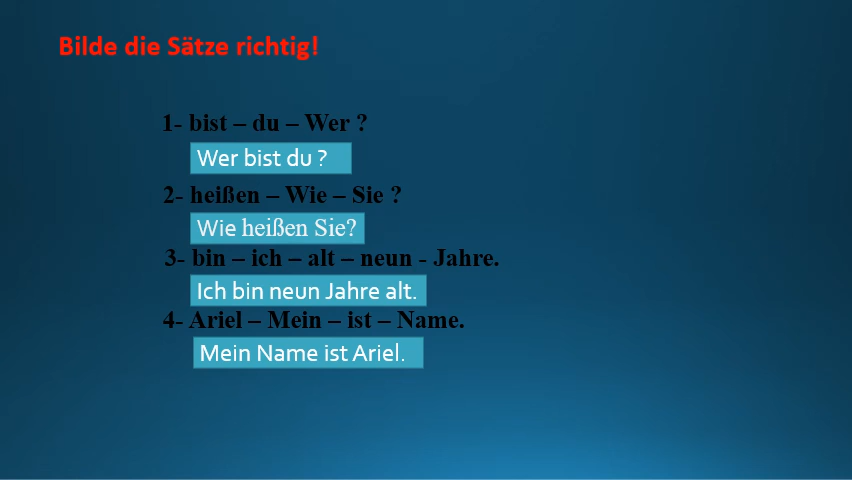 Bilde die Sätze richtig!
1- bist – du – Wer ?
Wer bist du ?
2- heißen – Wie – Sie ?
Wie heißen Sie?
3- bin – ich – alt – neun - Jahre.
Ich bin neun Jahre alt.
4- Ariel – Mein – ist – Name.
Mein Name ist Ariel.